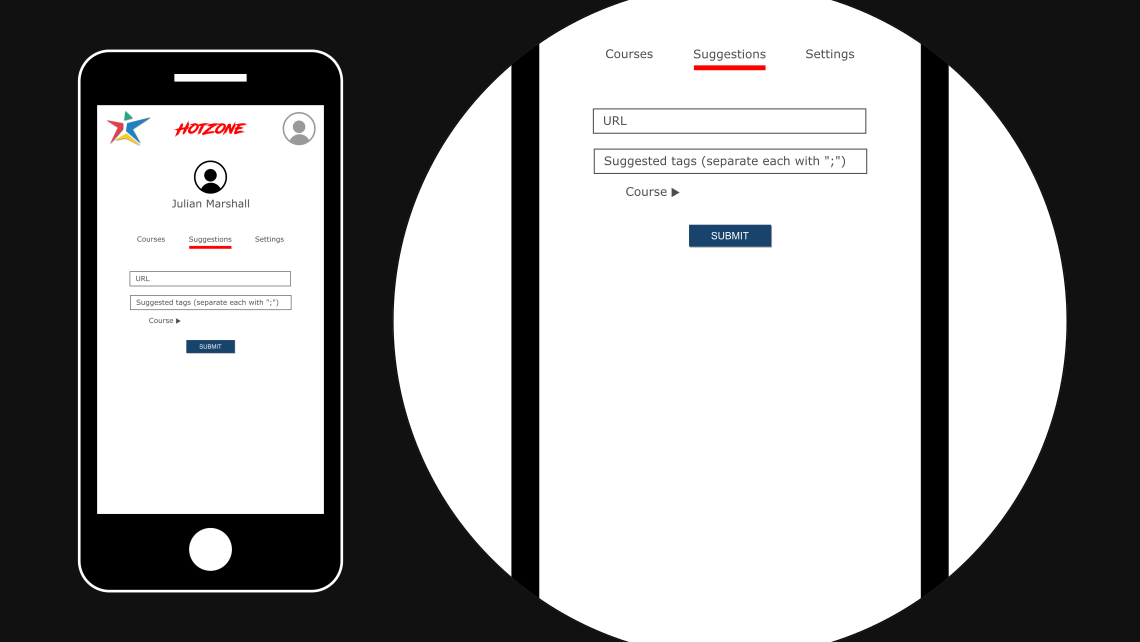 HOTZONE
Julian Marshall
Courses Suggestions Settings
URL
Suggested tags (separate each with ";")
Course ▶
SUBMIT
Courses Suggestions Settings
URL
Suggested tags (separate each with ";")
Course ▶
SUBMIT